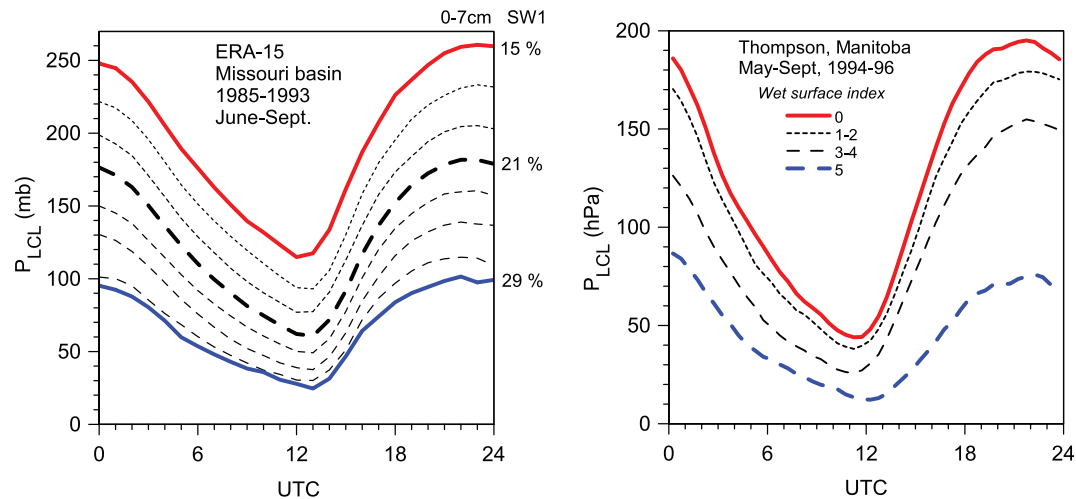 0-7cm SW1
ERA-15
Missouri basin
1985-1993
June-Sept.
15 %
21 %
29 %
250
200
150
100
50
0
P_LCL (mb)
0 6 12 18 24
UTC
Thompson, Manitoba
May-Sept, 1994-96
Wet surface index
0
1-2
3-4
5
200
150
100
50
0
P_LCL (hPa)
0 6 12 18 24
UTC